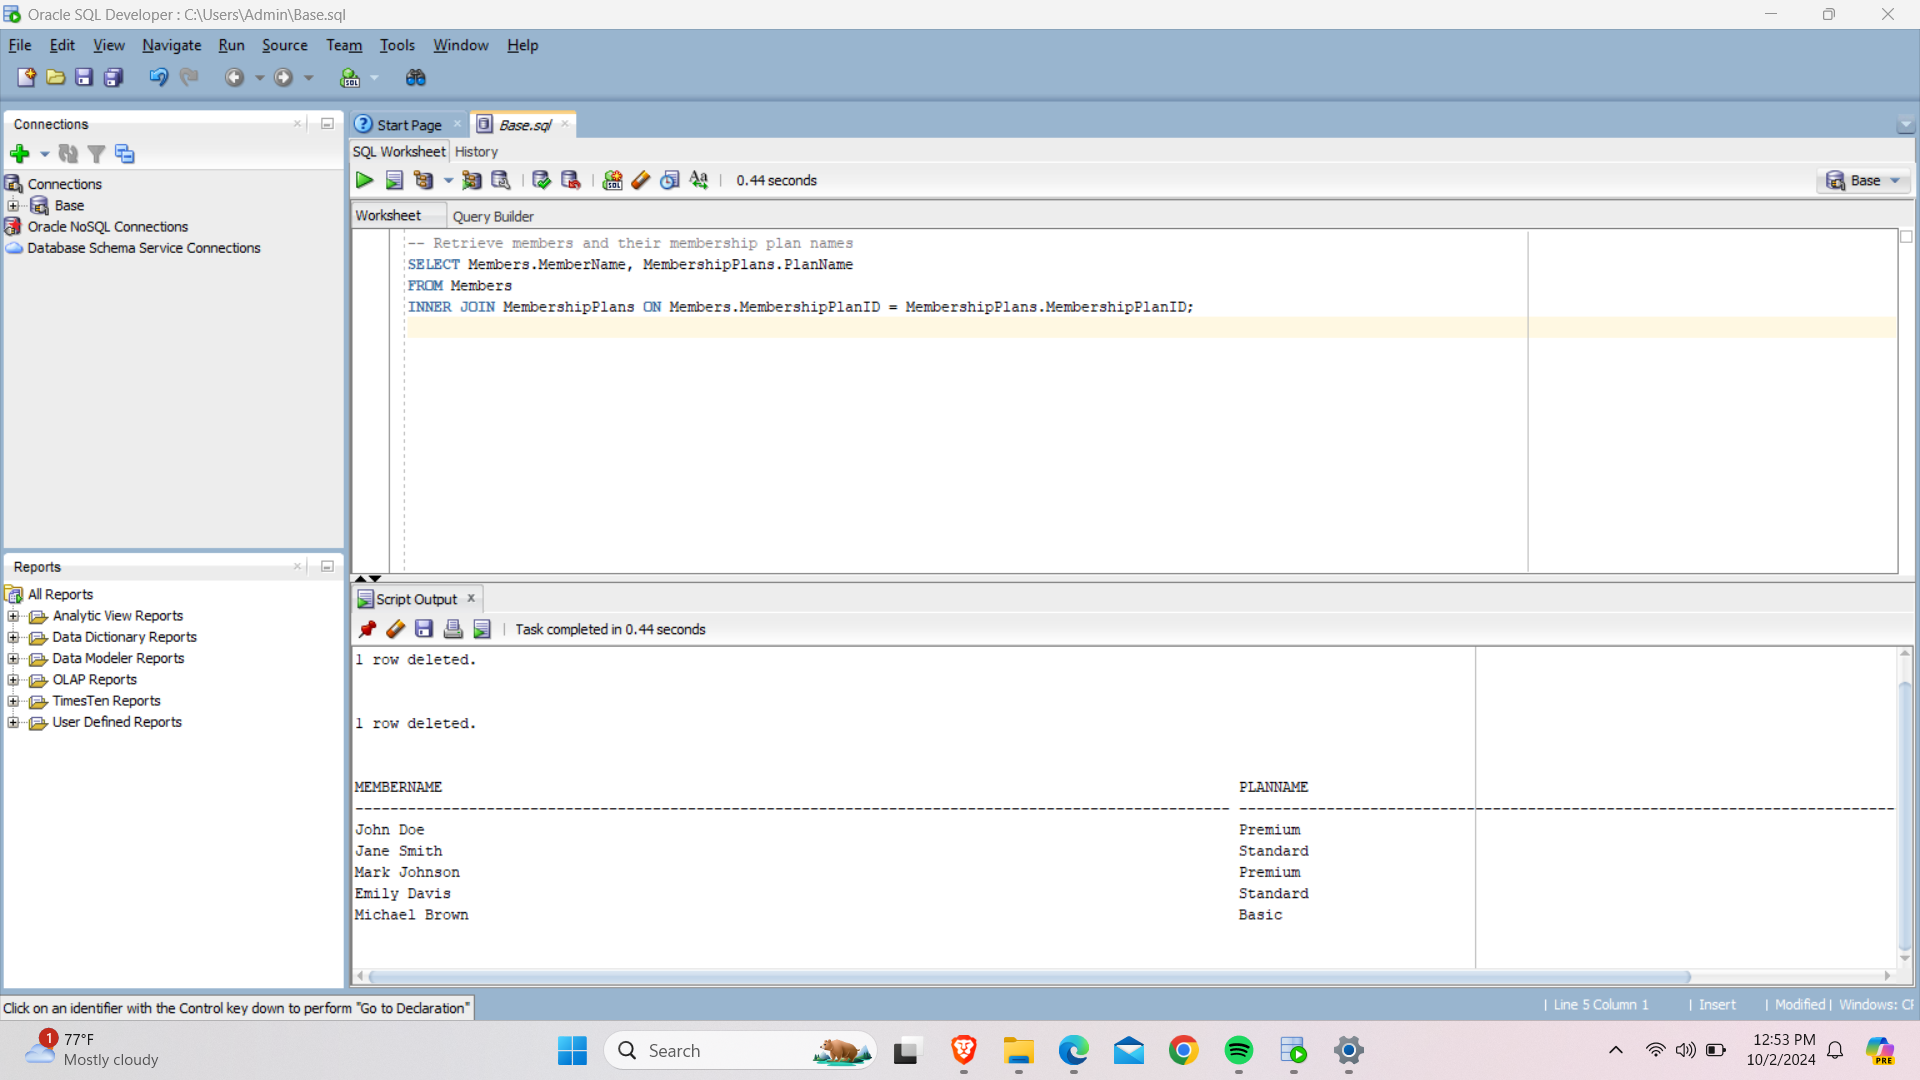 Oracle SQL Developer : C:\Users\Admin\Base.sql
File Edit View Navigate Run Source Team Tools Window Help
Connections
Connections
Base
Oracle NoSQL Connections
Database Schema Service Connections
Reports
All Reports
Analytic View Reports
Data Dictionary Reports
Data Modeler Reports
OLAP Reports
TimesTen Reports
User Defined Reports
Start Page
Base.sql
SQL Worksheet History
0.44 seconds
Base
Worksheet Query Builder
-- Retrieve members and their membership plan names
SELECT Members.MemberName, MembershipPlans.PlanName
FROM Members
INNER JOIN MembershipPlans ON Members.MembershipPlanID = MembershipPlans.MembershipPlanID;
Script Output
Task completed in 0.44 seconds
1 row deleted.
1 row deleted.
MEMBERNAME PLANNAME
John Doe Premium
Jane Smith Standard
Mark Johnson Premium
Emily Davis Standard
Michael Brown Basic
Click on an identifier with the Control key down to perform "Go to Declaration"
Line 5 Column 1 | Insert | Modified | Windows: CF
1
77°F
Mostly cloudy
Search
12:53 PM
10/2/2024
PRE